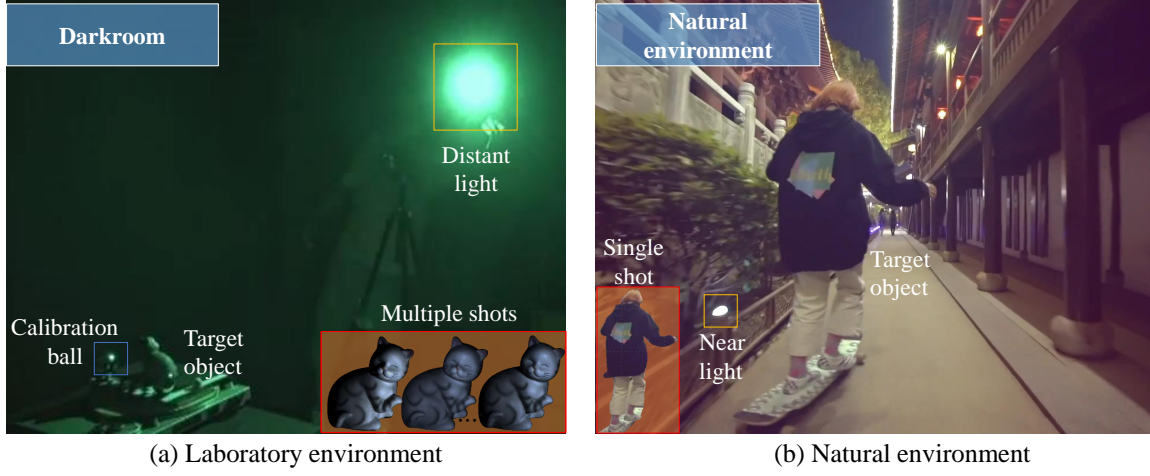 Darkroom
Distant
light
Calibration
ball
Target
object
Multiple shots
(a) Laboratory environment
Natural
environment
Single
shot
Target
object
Near
light
(b) Natural environment